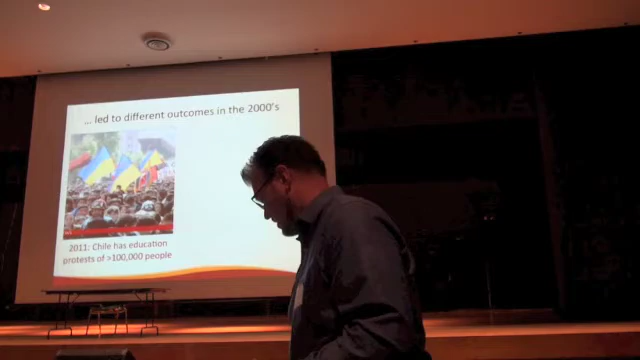 ... led to different outcomes in the 2000's
2011: Chile has education
protests of >100,000 people